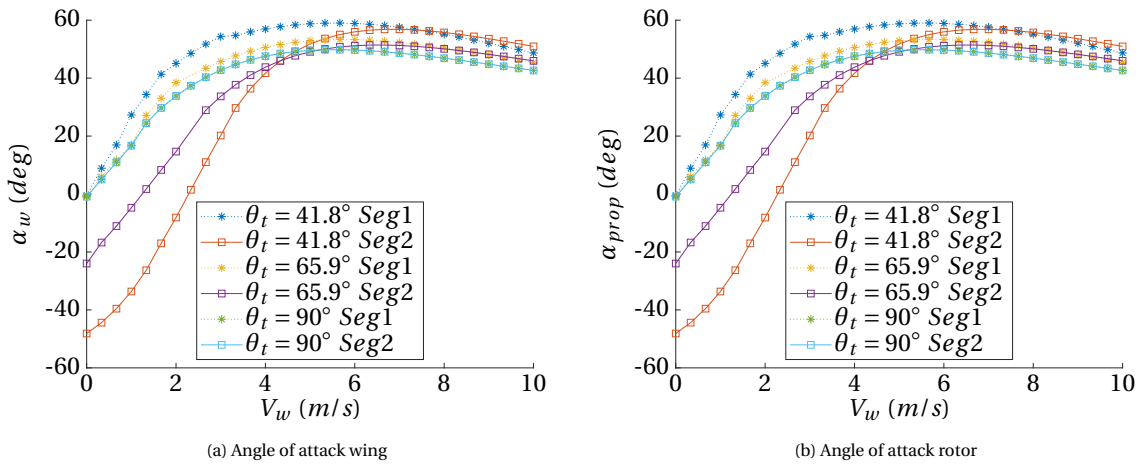 60
40
20
0
-20
-40
-60
α_w (deg)
θ_t = 41.8° Seg1
θ_t = 41.8° Seg2
θ_t = 65.9° Seg1
θ_t = 65.9° Seg2
θ_t = 90° Seg1
θ_t = 90° Seg2
0 2 4 6 8 10
V_w (m/s)
(a) Angle of attack wing
60
40
20
0
-20
-40
-60
α_prop (deg)
θ_t = 41.8° Seg1
θ_t = 41.8° Seg2
θ_t = 65.9° Seg1
θ_t = 65.9° Seg2
θ_t = 90° Seg1
θ_t = 90° Seg2
0 2 4 6 8 10
V_w (m/s)
(b) Angle of attack rotor